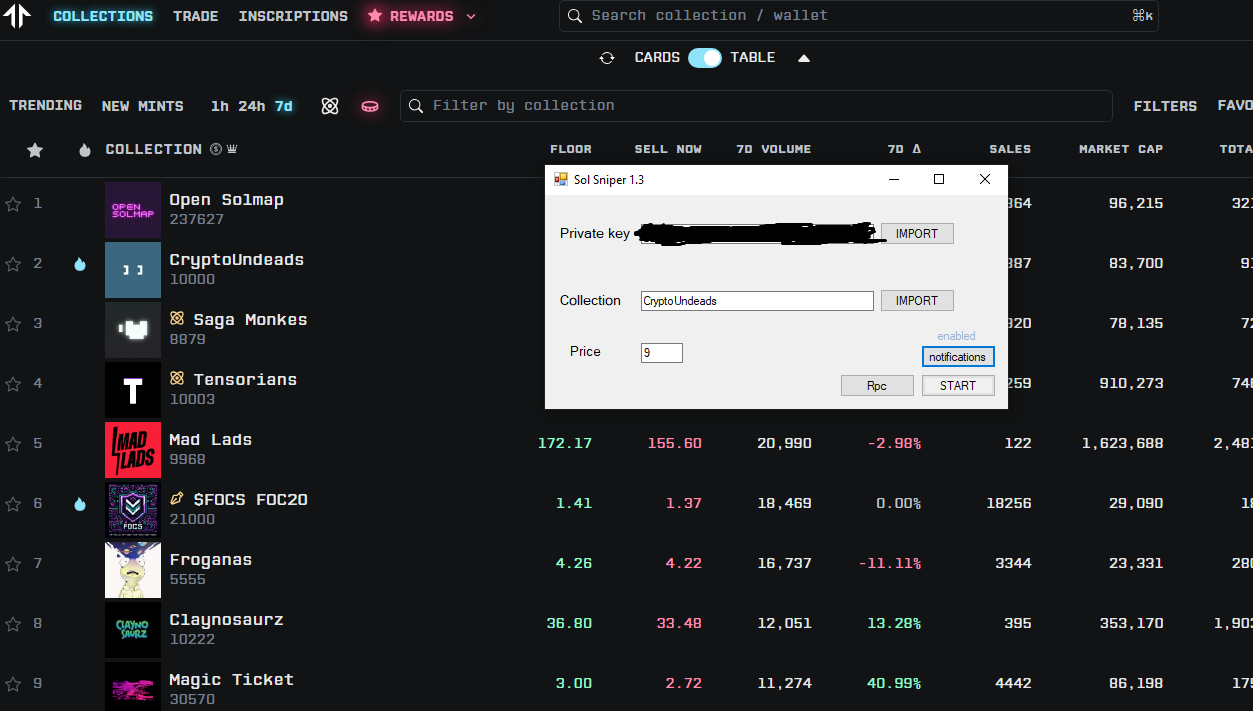 COLLECTIONS TRADE INSCRIPTIONS REWARDS Search collection / wallet ⌘K
CARDS TABLE
TRENDING NEW MINTS 1h 24h 7d Filter by collection FILTERS FAVO
COLLECTION FLOOR SELL NOW 7D VOLUME 7D Δ SALES MARKET CAP TOTA
Sol Sniper 1.3
Private key IMPORT
Collection CryptoUndeads IMPORT
Price 9
enabled
notifications
Rpc START
OPEN SOLMAP
1 Open Solmap 364 96,215 32
237627
2 CryptoUndeads 387 83,700 9
10000
3 Saga Monkes 320 78,135 7
8879
4 Tensorians 259 910,273 740
10003
MAD LADS
5 Mad Lads 172.17 155.60 20,990 -2.98% 122 1,623,688 2,48
9968
FOCS
6 $FOCS FOC20 1.41 1.37 18,469 0.00% 18256 29,090 18
21000
7 Froganas 4.26 4.22 16,737 -11.11% 3344 23,331 280
5555
CLAYNO SAURZ
8 Claynosaurz 36.80 33.48 12,051 13.28% 395 353,170 1,90
10222
9 Magic Ticket 3.00 2.72 11,274 40.99% 4442 86,198 175
30570